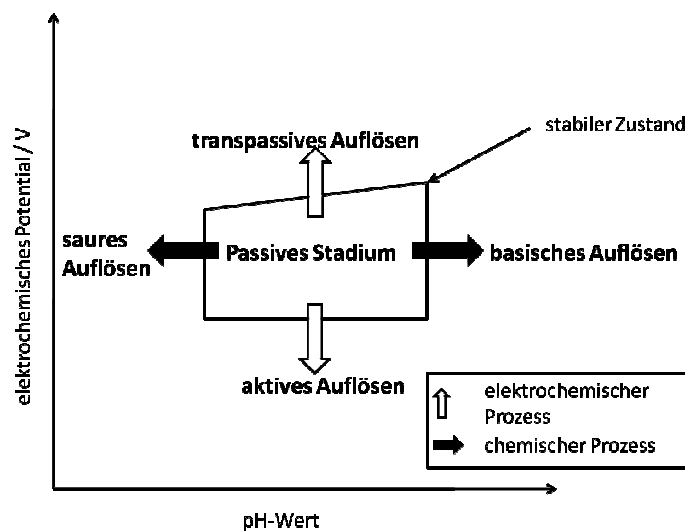 elektrochemisches Potential / V
transpassives Auflösen
stabiler Zustand
saures
Auflösen
Passives Stadium
basisches Auflösen
aktives Auflösen
elektrochemischer
Prozess
chemischer Prozess
pH-Wert